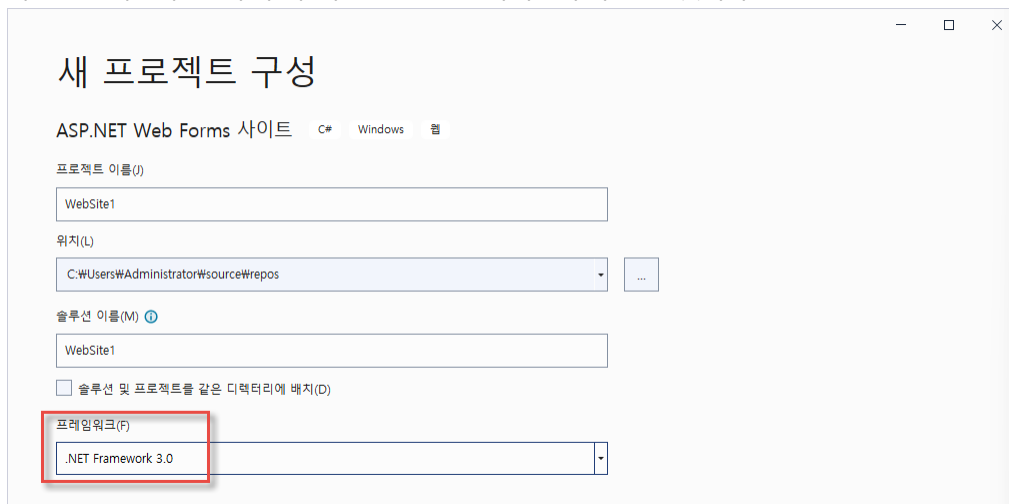 새 프로젝트 구성
ASP.NET Web Forms 사이트 C# Windows 웹
프로젝트 이름(J)
WebSite1
위치(L)
C:₩Users₩Administrator₩source₩repos
...
솔루션 이름(M)
WebSite1
솔루션 및 프로젝트를 같은 디렉터리에 배치(D)
프레임워크(F)
.NET Framework 3.0